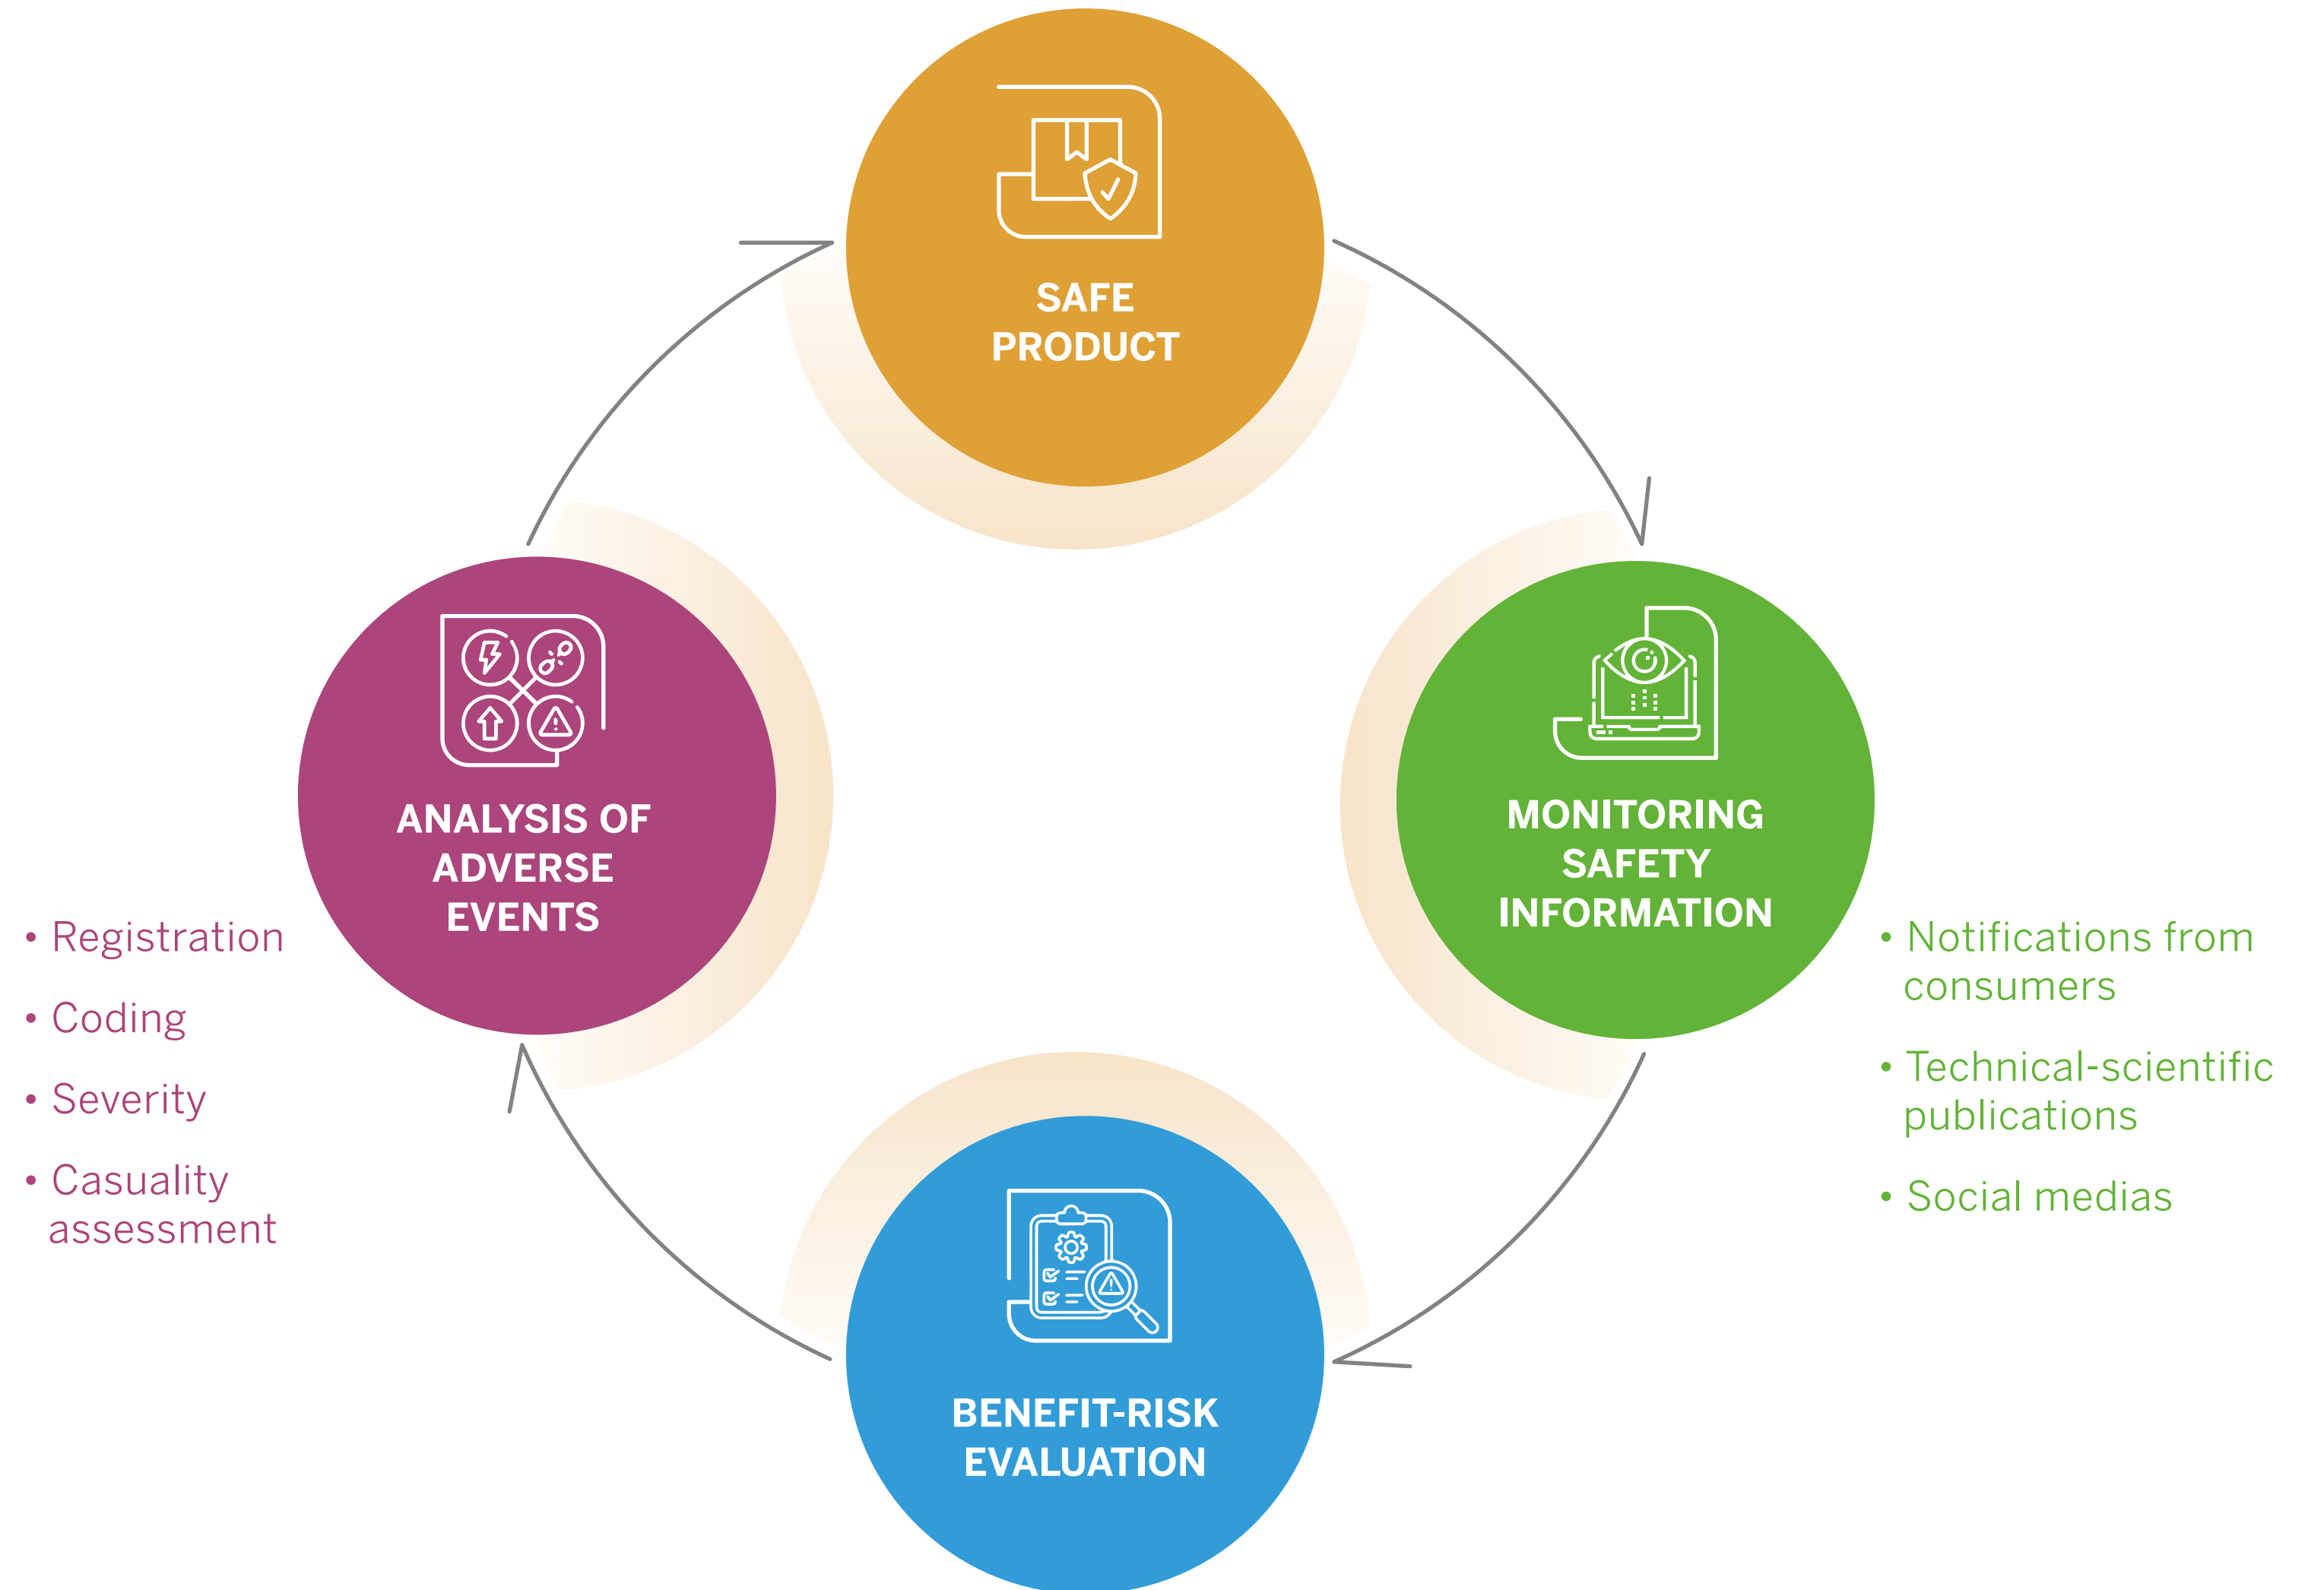 SAFE
PRODUCT
ANALYSIS OF
ADVERSE
EVENTS
• Registration
• Coding
• Severity
• Casuality
assessment
MONITORING
SAFETY
INFORMATION
• Notifications from
consumers
• Technical-scientific
publications
• Social medias
BENEFIT-RISK
EVALUATION